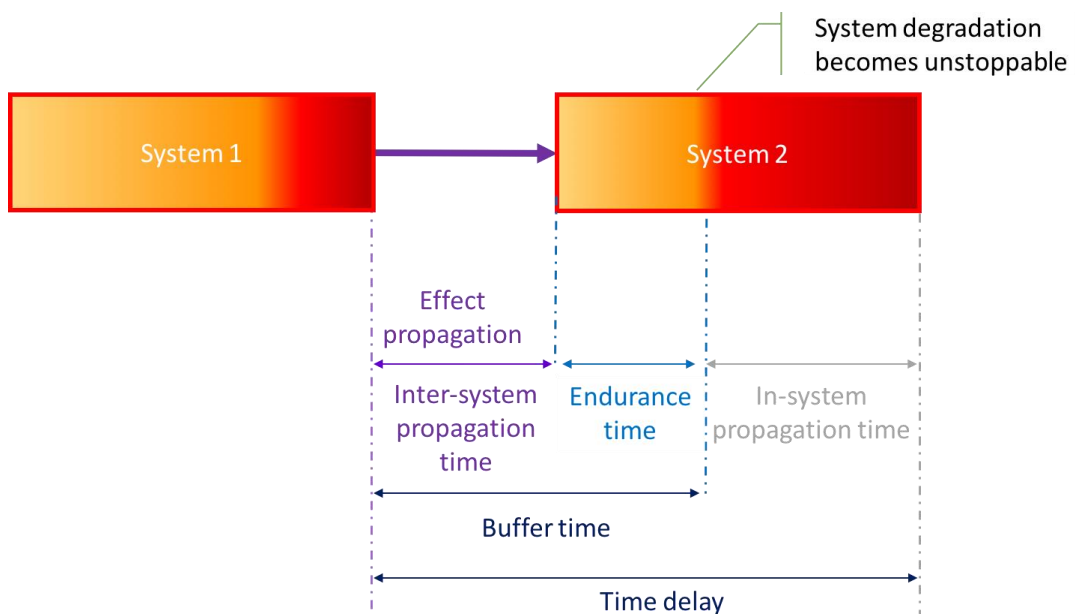 System degradation
becomes unstoppable
System 1
System 2
Effect
propagation
Inter-system
propagation
time
Endurance
time
In-system
propagation time
Buffer time
Time delay